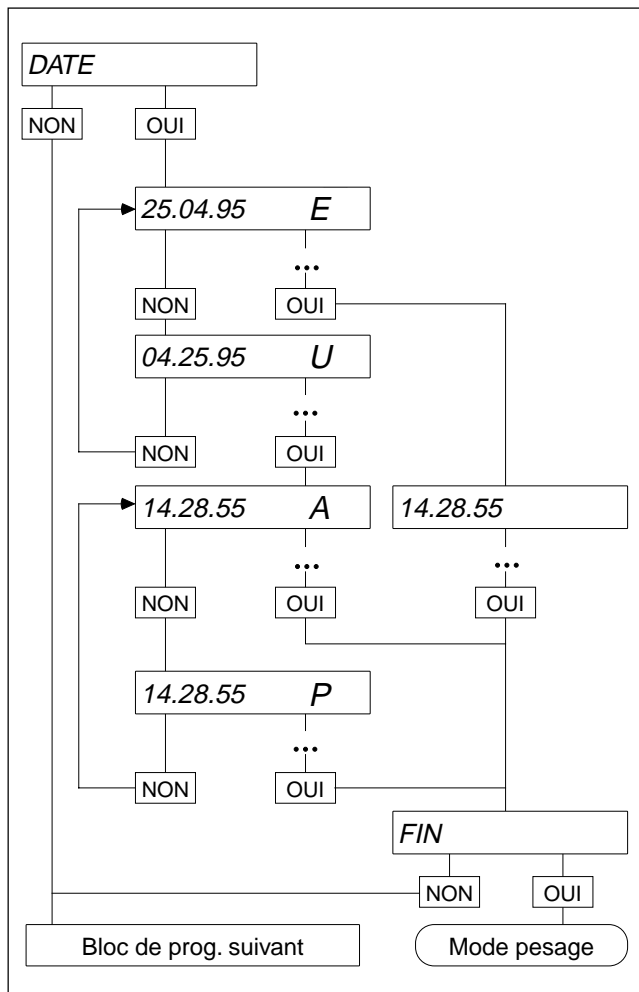 DATE
NON OUI
25.04.95 E
...
NON OUI
04.25.95 U
...
NON OUI
14.28.55 A 14.28.55
... ...
NON OUI OUI
14.28.55 P
...
NON OUI
FIN
NON OUI
Bloc de prog. suivant Mode pesage